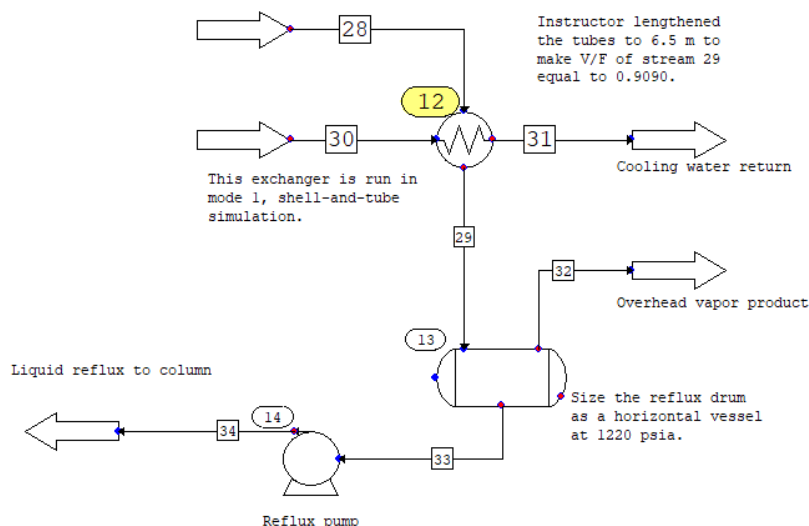 28
Instructor lengthened
the tubes to 6.5 m to
make V/F of stream 29
equal to 0.9090.
12
30
31
Cooling water return
This exchanger is run in
mode 1, shell-and-tube
simulation.
29
32
Overhead vapor product
13
Liquid reflux to column
Size the reflux drum
as a horizontal vessel
at 1220 psia.
14
34
33
Reflux pump